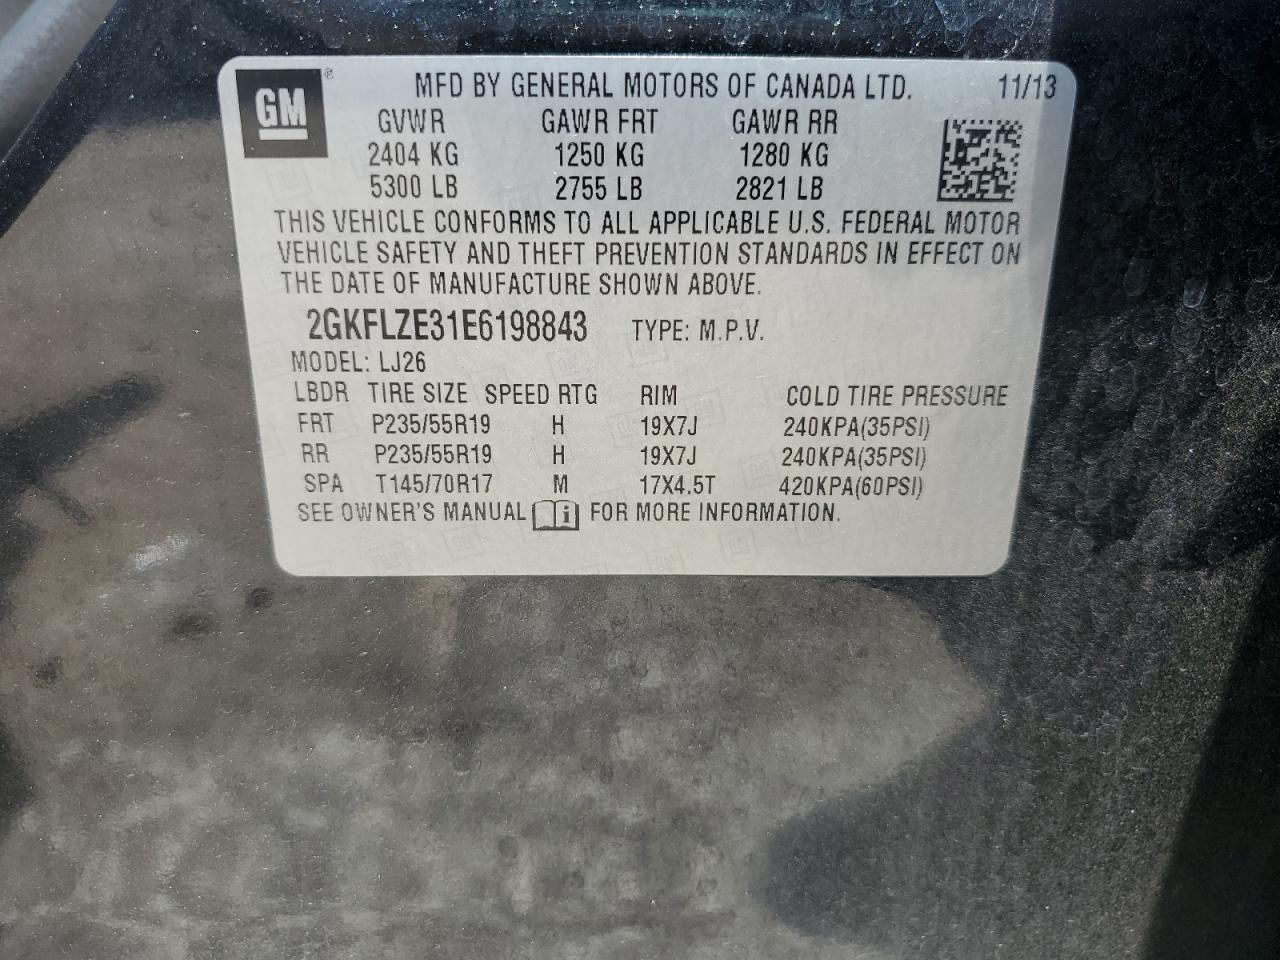 GM ® MFD BY GENERAL MOTORS OF CANADA LTD. 11/13
GVWR GAWR FRT GAWR RR
2404 KG 1250 KG 1280 KG
5300 LB 2755 LB 2821 LB
THIS VEHICLE CONFORMS TO ALL APPLICABLE U.S. FEDERAL MOTOR
VEHICLE SAFETY AND THEFT PREVENTION STANDARDS IN EFFECT ON
THE DATE OF MANUFACTURE SHOWN ABOVE.
2GKFLZE31E6198843 TYPE: M.P.V.
MODEL: LJ26
LBDR TIRE SIZE SPEED RTG RIM COLD TIRE PRESSURE
FRT P235/55R19 H 19X7J 240KPA(35PSI)
RR P235/55R19 H 19X7J 240KPA(35PSI)
SPA T145/70R17 M 17X4.5T 420KPA(60PSI)
SEE OWNER'S MANUAL i FOR MORE INFORMATION.